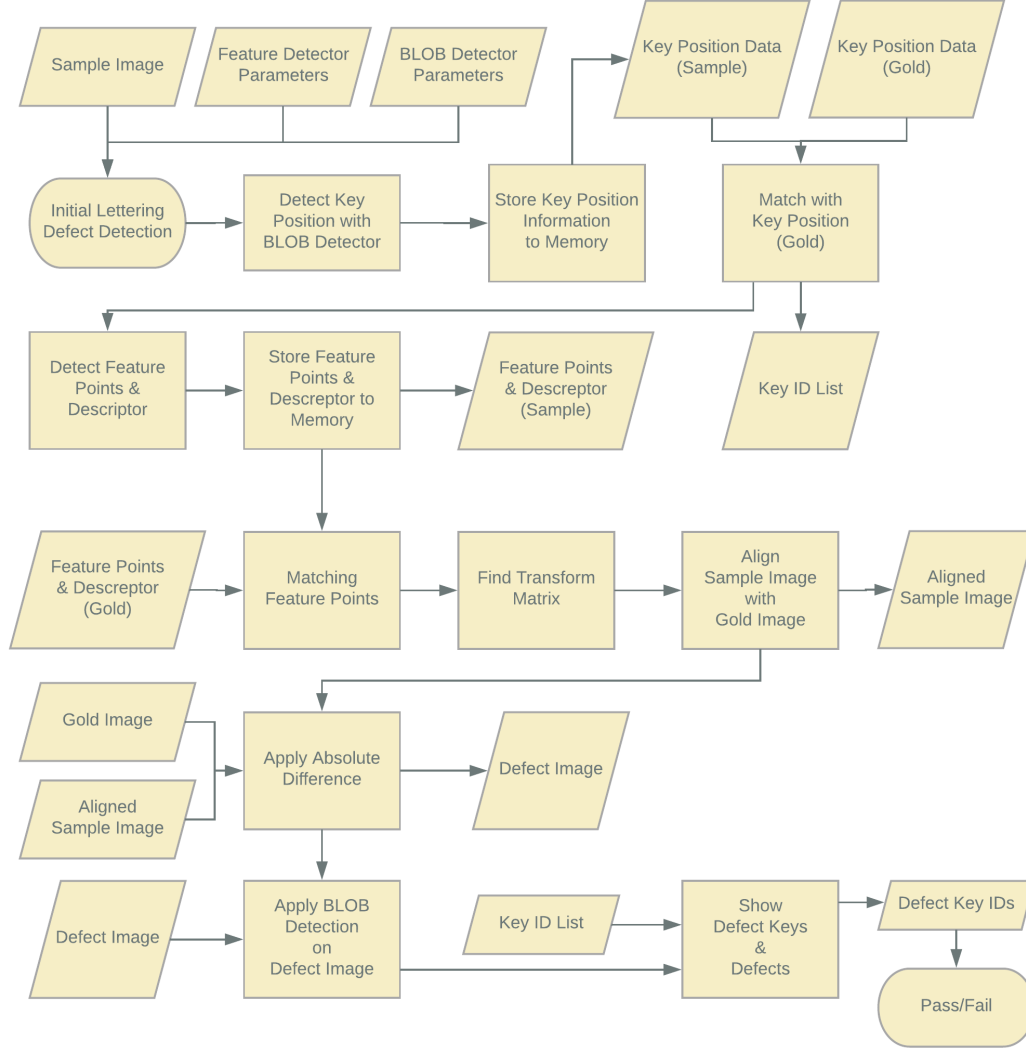 Sample Image
Feature Detector
Parameters
BLOB Detector
Parameters
Key Position Data
(Sample)
Key Position Data
(Gold)
Initial Lettering
Defect Detection
Detect Key
Position with
BLOB Detector
Store Key Position
Information
to Memory
Match with
Key Position
(Gold)
Detect Feature
Points &
Descriptor
Store Feature
Points &
Descreptor to
Memory
Feature Points
& Descreptor
(Sample)
Key ID List
Feature Points
& Descreptor
(Gold)
Matching
Feature Points
Find Transform
Matrix
Align
Sample Image
with
Gold Image
Aligned
Sample Image
Gold Image
Aligned
Sample Image
Apply Absolute
Difference
Defect Image
Defect Image
Apply BLOB
Detection
on
Defect Image
Key ID List
Show
Defect Keys
&
Defects
Defect Key IDs
Pass/Fail